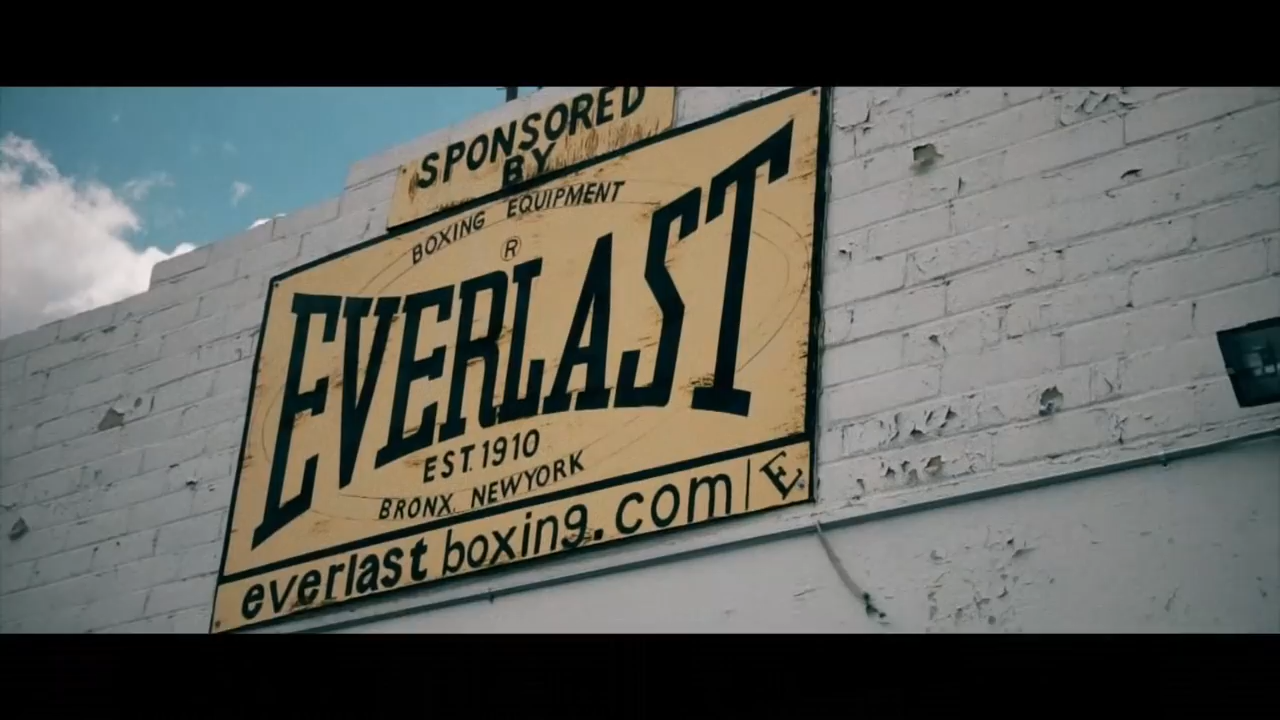 SPONSORED
BY
BOXING EQUIPMENT
®
EVERLAST
EST. 1910
BRONX, NEWYORK
everlast boxing.com | E